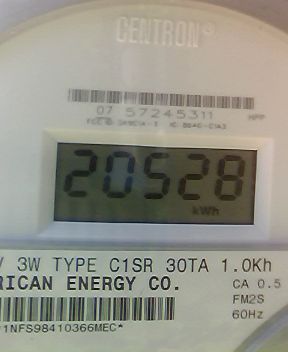 CENTRON®
07 57245311
20528
kWh
V 3W TYPE C1SR 30TA 1.0Kh
RICAN ENERGY CO.
CA 0.5
FM2S
60Hz
1NFS98410366MEC*